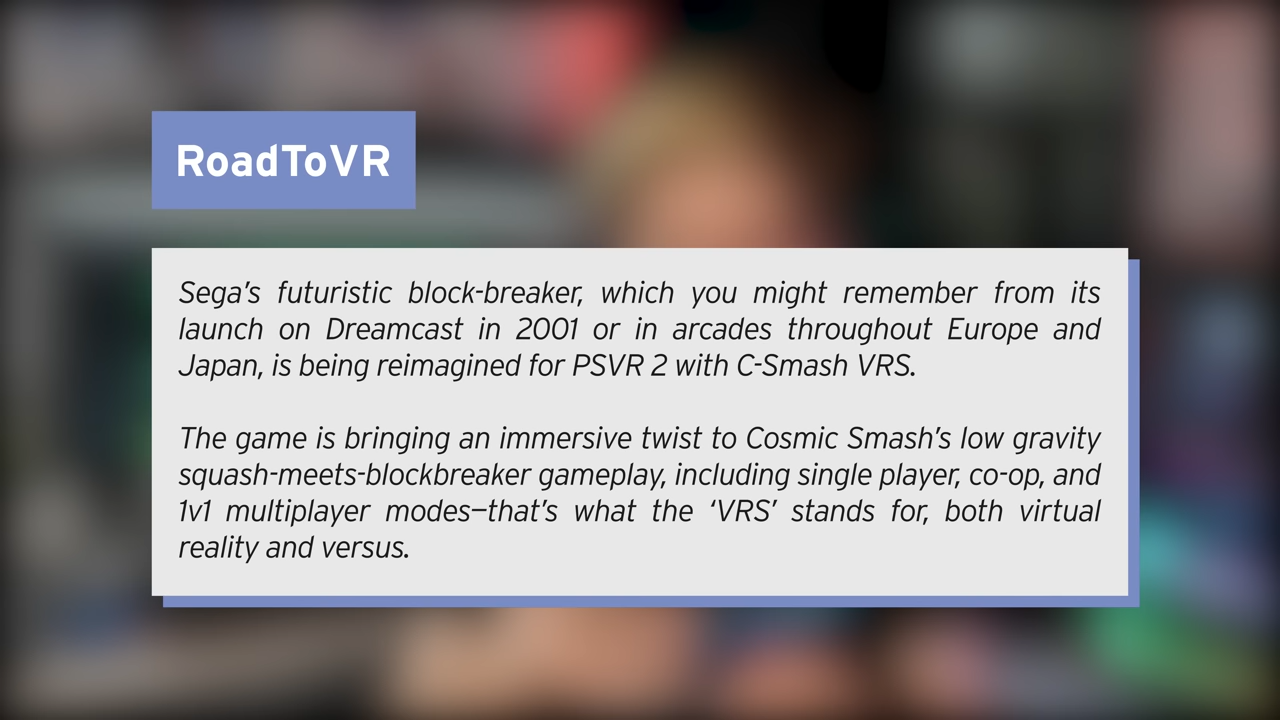 RoadToVR
Sega's futuristic block-breaker, which you might remember from its
launch on Dreamcast in 2001 or in arcades throughout Europe and
Japan, is being reimagined for PSVR 2 with C-Smash VRS.
The game is bringing an immersive twist to Cosmic Smash's low gravity
squash-meets-blockbreaker gameplay, including single player, co-op, and
1v1 multiplayer modes—that's what the ‘VRS’ stands for, both virtual
reality and versus.